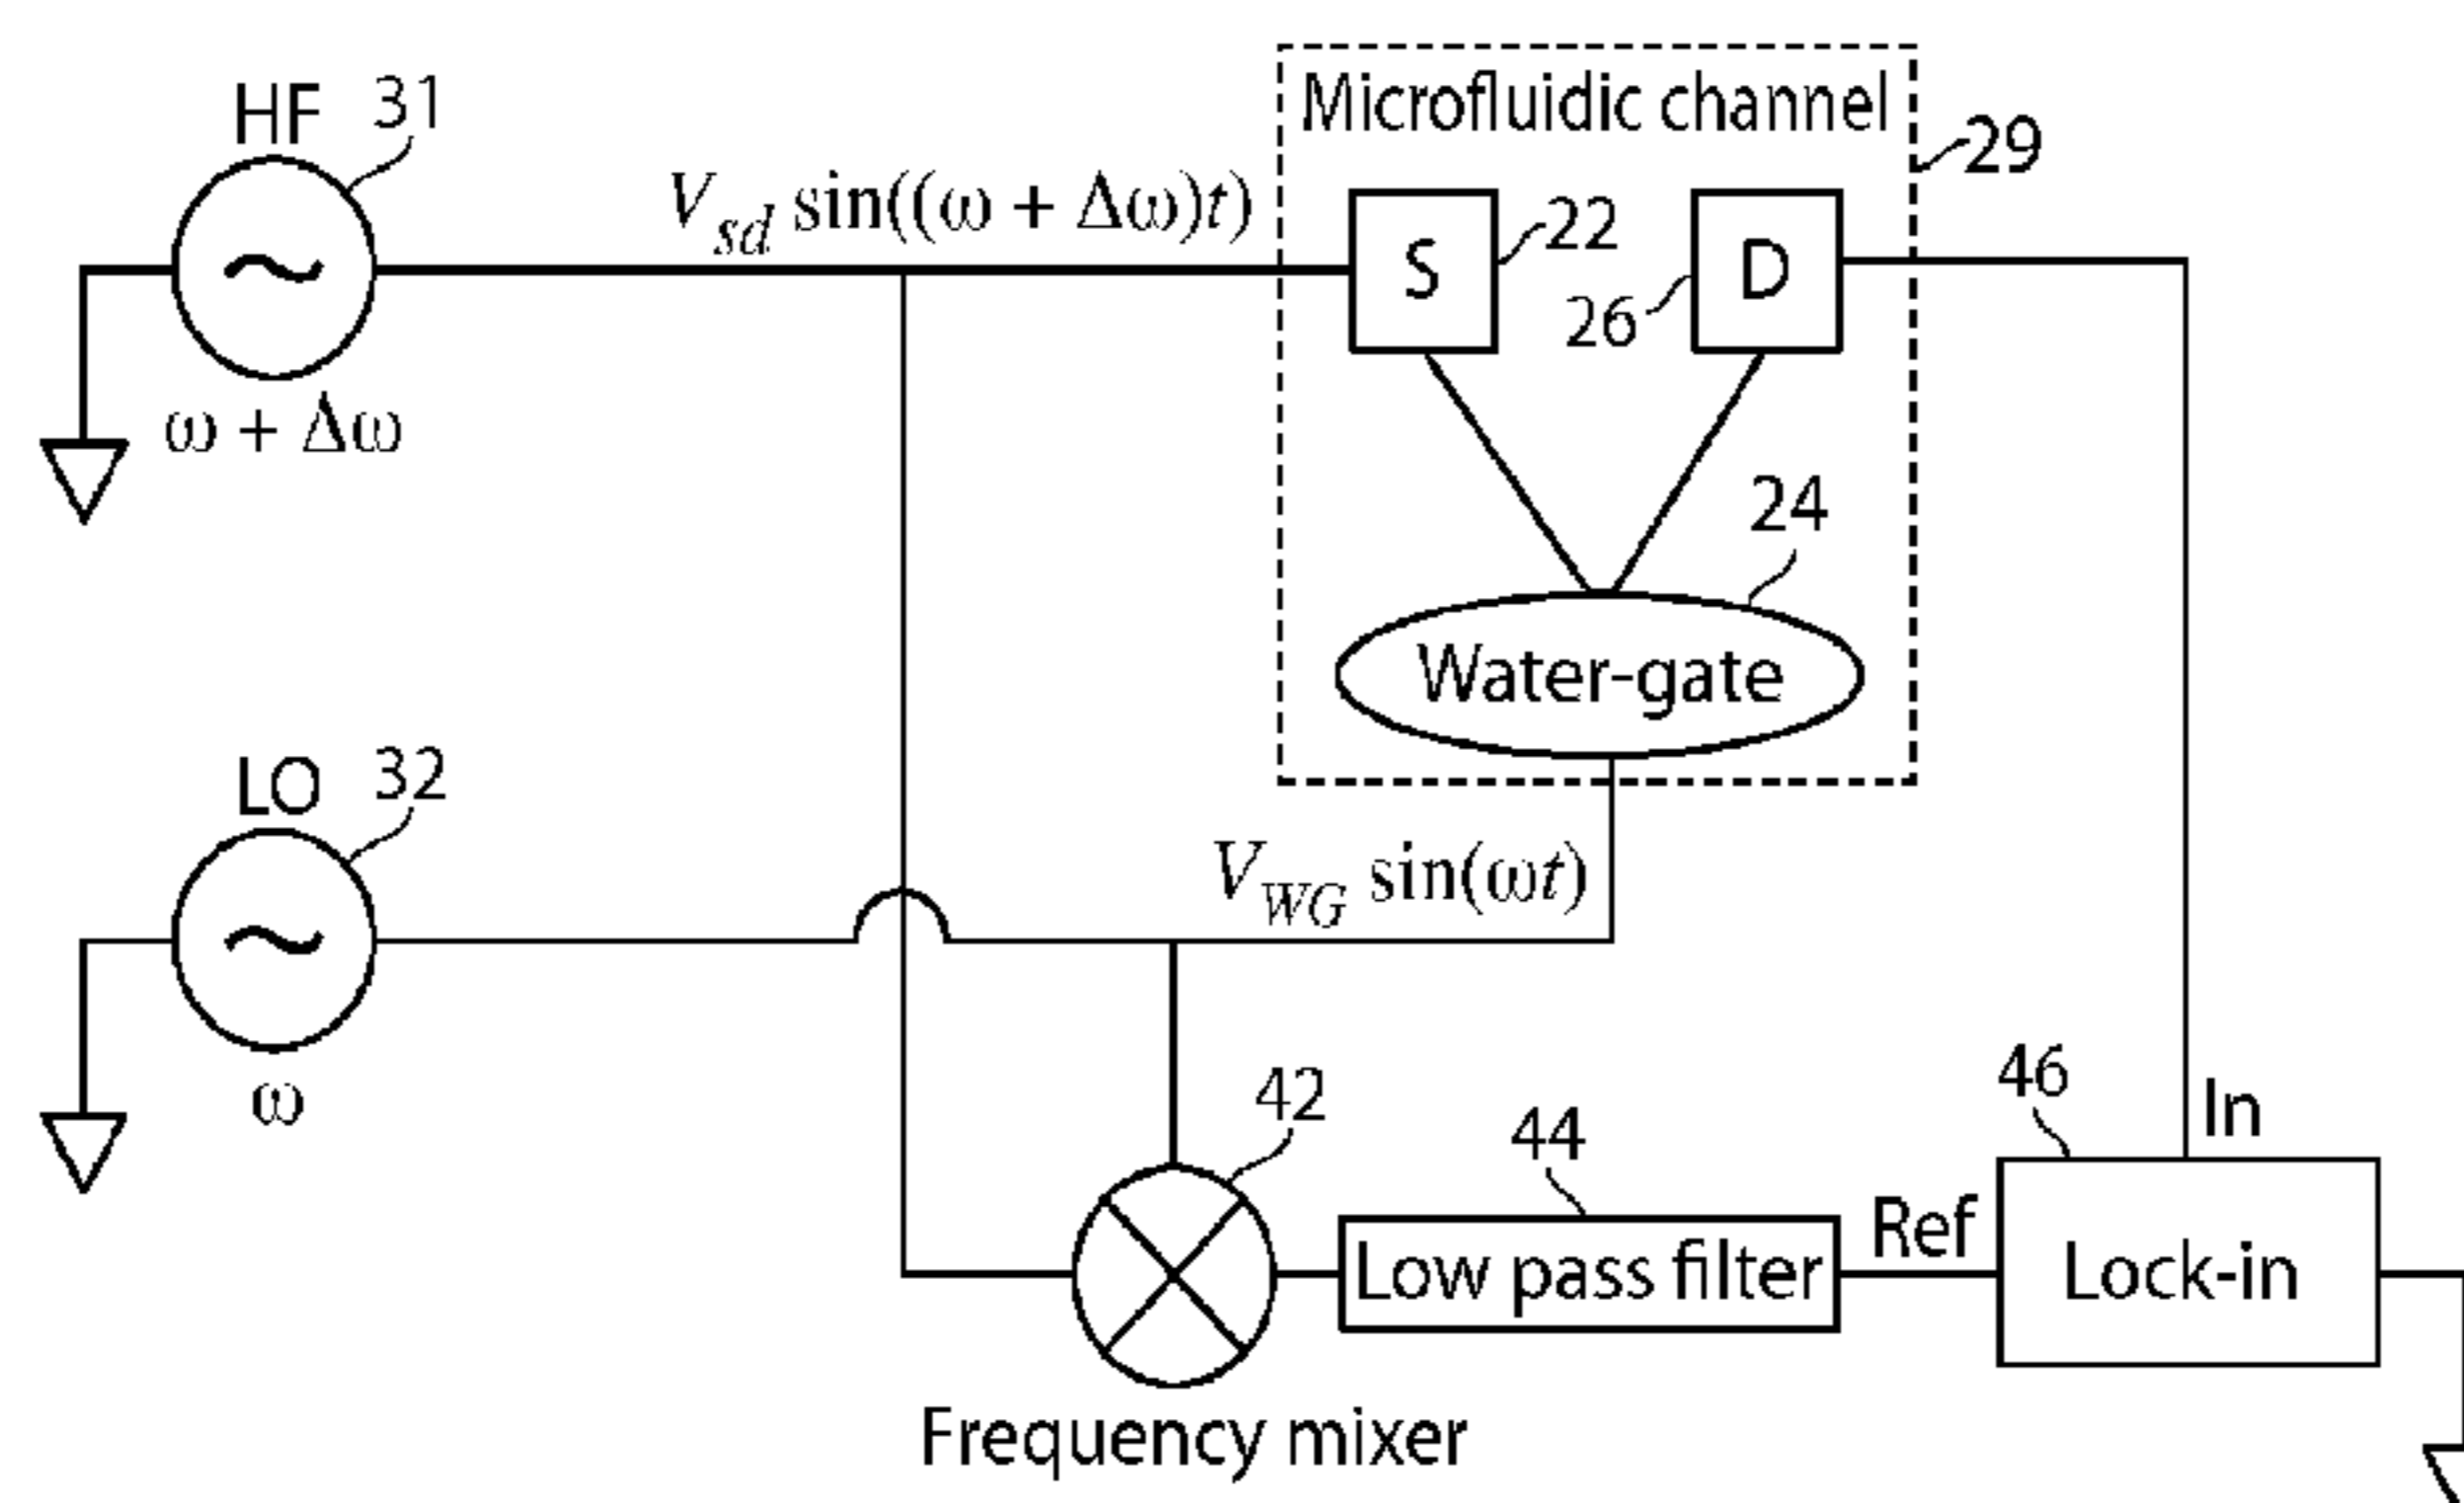 HF
31
Microfluidic channel
29
V_sd sin((ω + Δω)t)
S
22
D
26
ω + Δω
24
Water-gate
LO
32
V_WG sin(ωt)
ω
42
44
46
In
Ref
Low pass filter
Lock-in
Frequency mixer